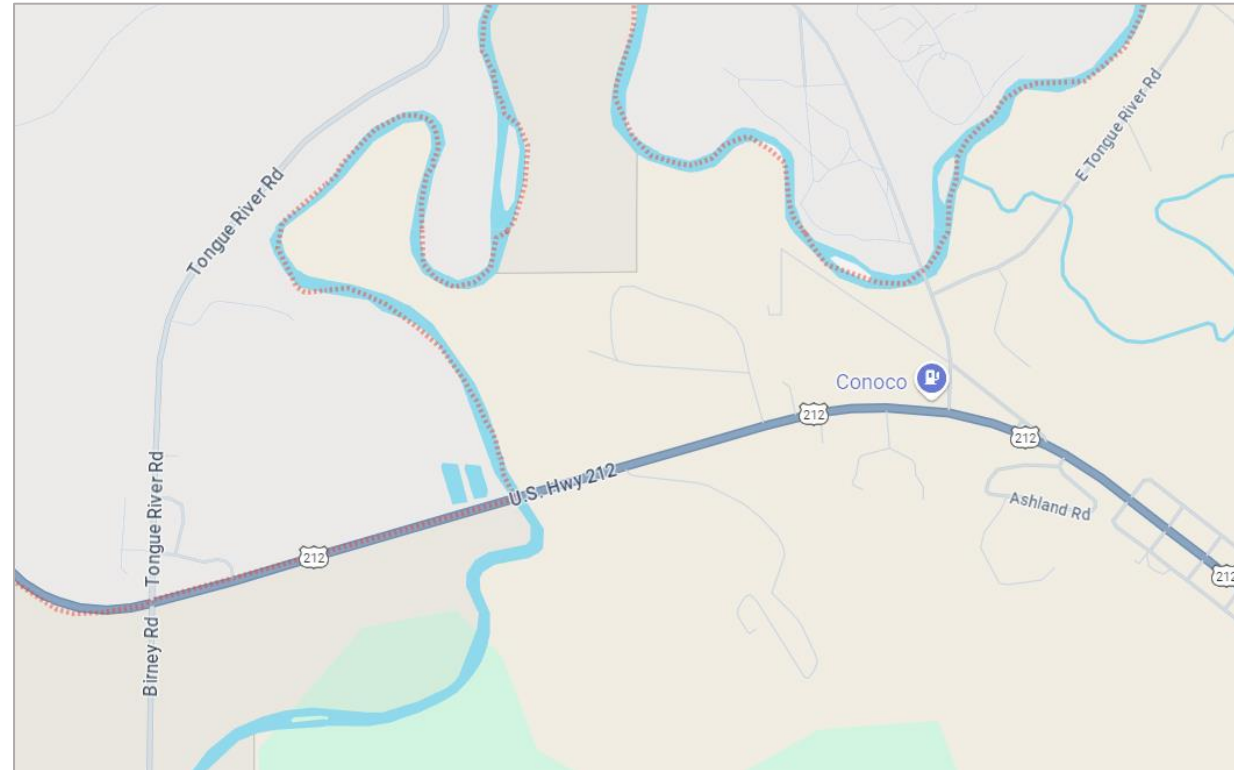 E Tongue River Rd
Tongue River Rd
Conoco
212
212
U.S. Hwy 212
Ashland Rd
Tongue River Rd
212
212
Birney Rd